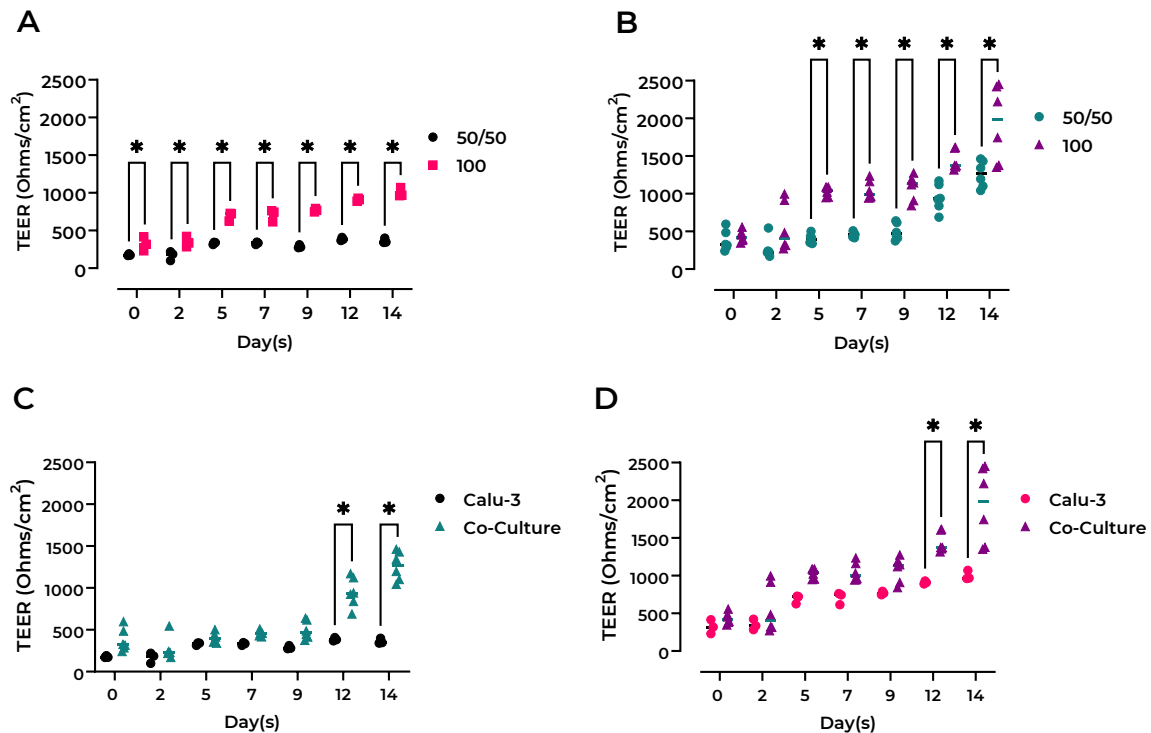 A
TEER (Ohms/cm²)
2500
2000
1500
1000
500
0
* * * * * * *
0 2 5 7 9 12 14
Day(s)
50/50
100
B
TEER (Ohms/cm²)
2500
2000
1500
1000
500
0
* * * * *
0 2 5 7 9 12 14
Day(s)
50/50
100
C
TEER (Ohms/cm²)
2500
2000
1500
1000
500
0
* *
0 2 5 7 9 12 14
Day(s)
Calu-3
Co-Culture
D
TEER (Ohms/cm²)
2500
2000
1500
1000
500
0
* *
0 2 5 7 9 12 14
Day(s)
Calu-3
Co-Culture